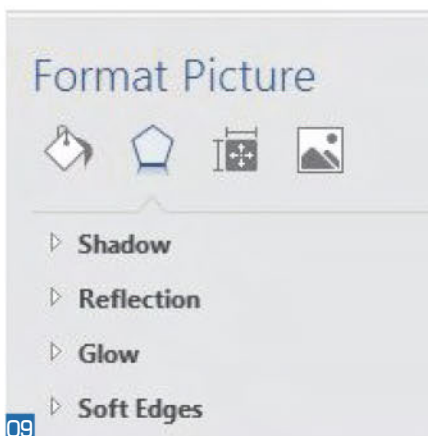 Format Picture
Shadow
Reflection
Glow
Soft Edges
09